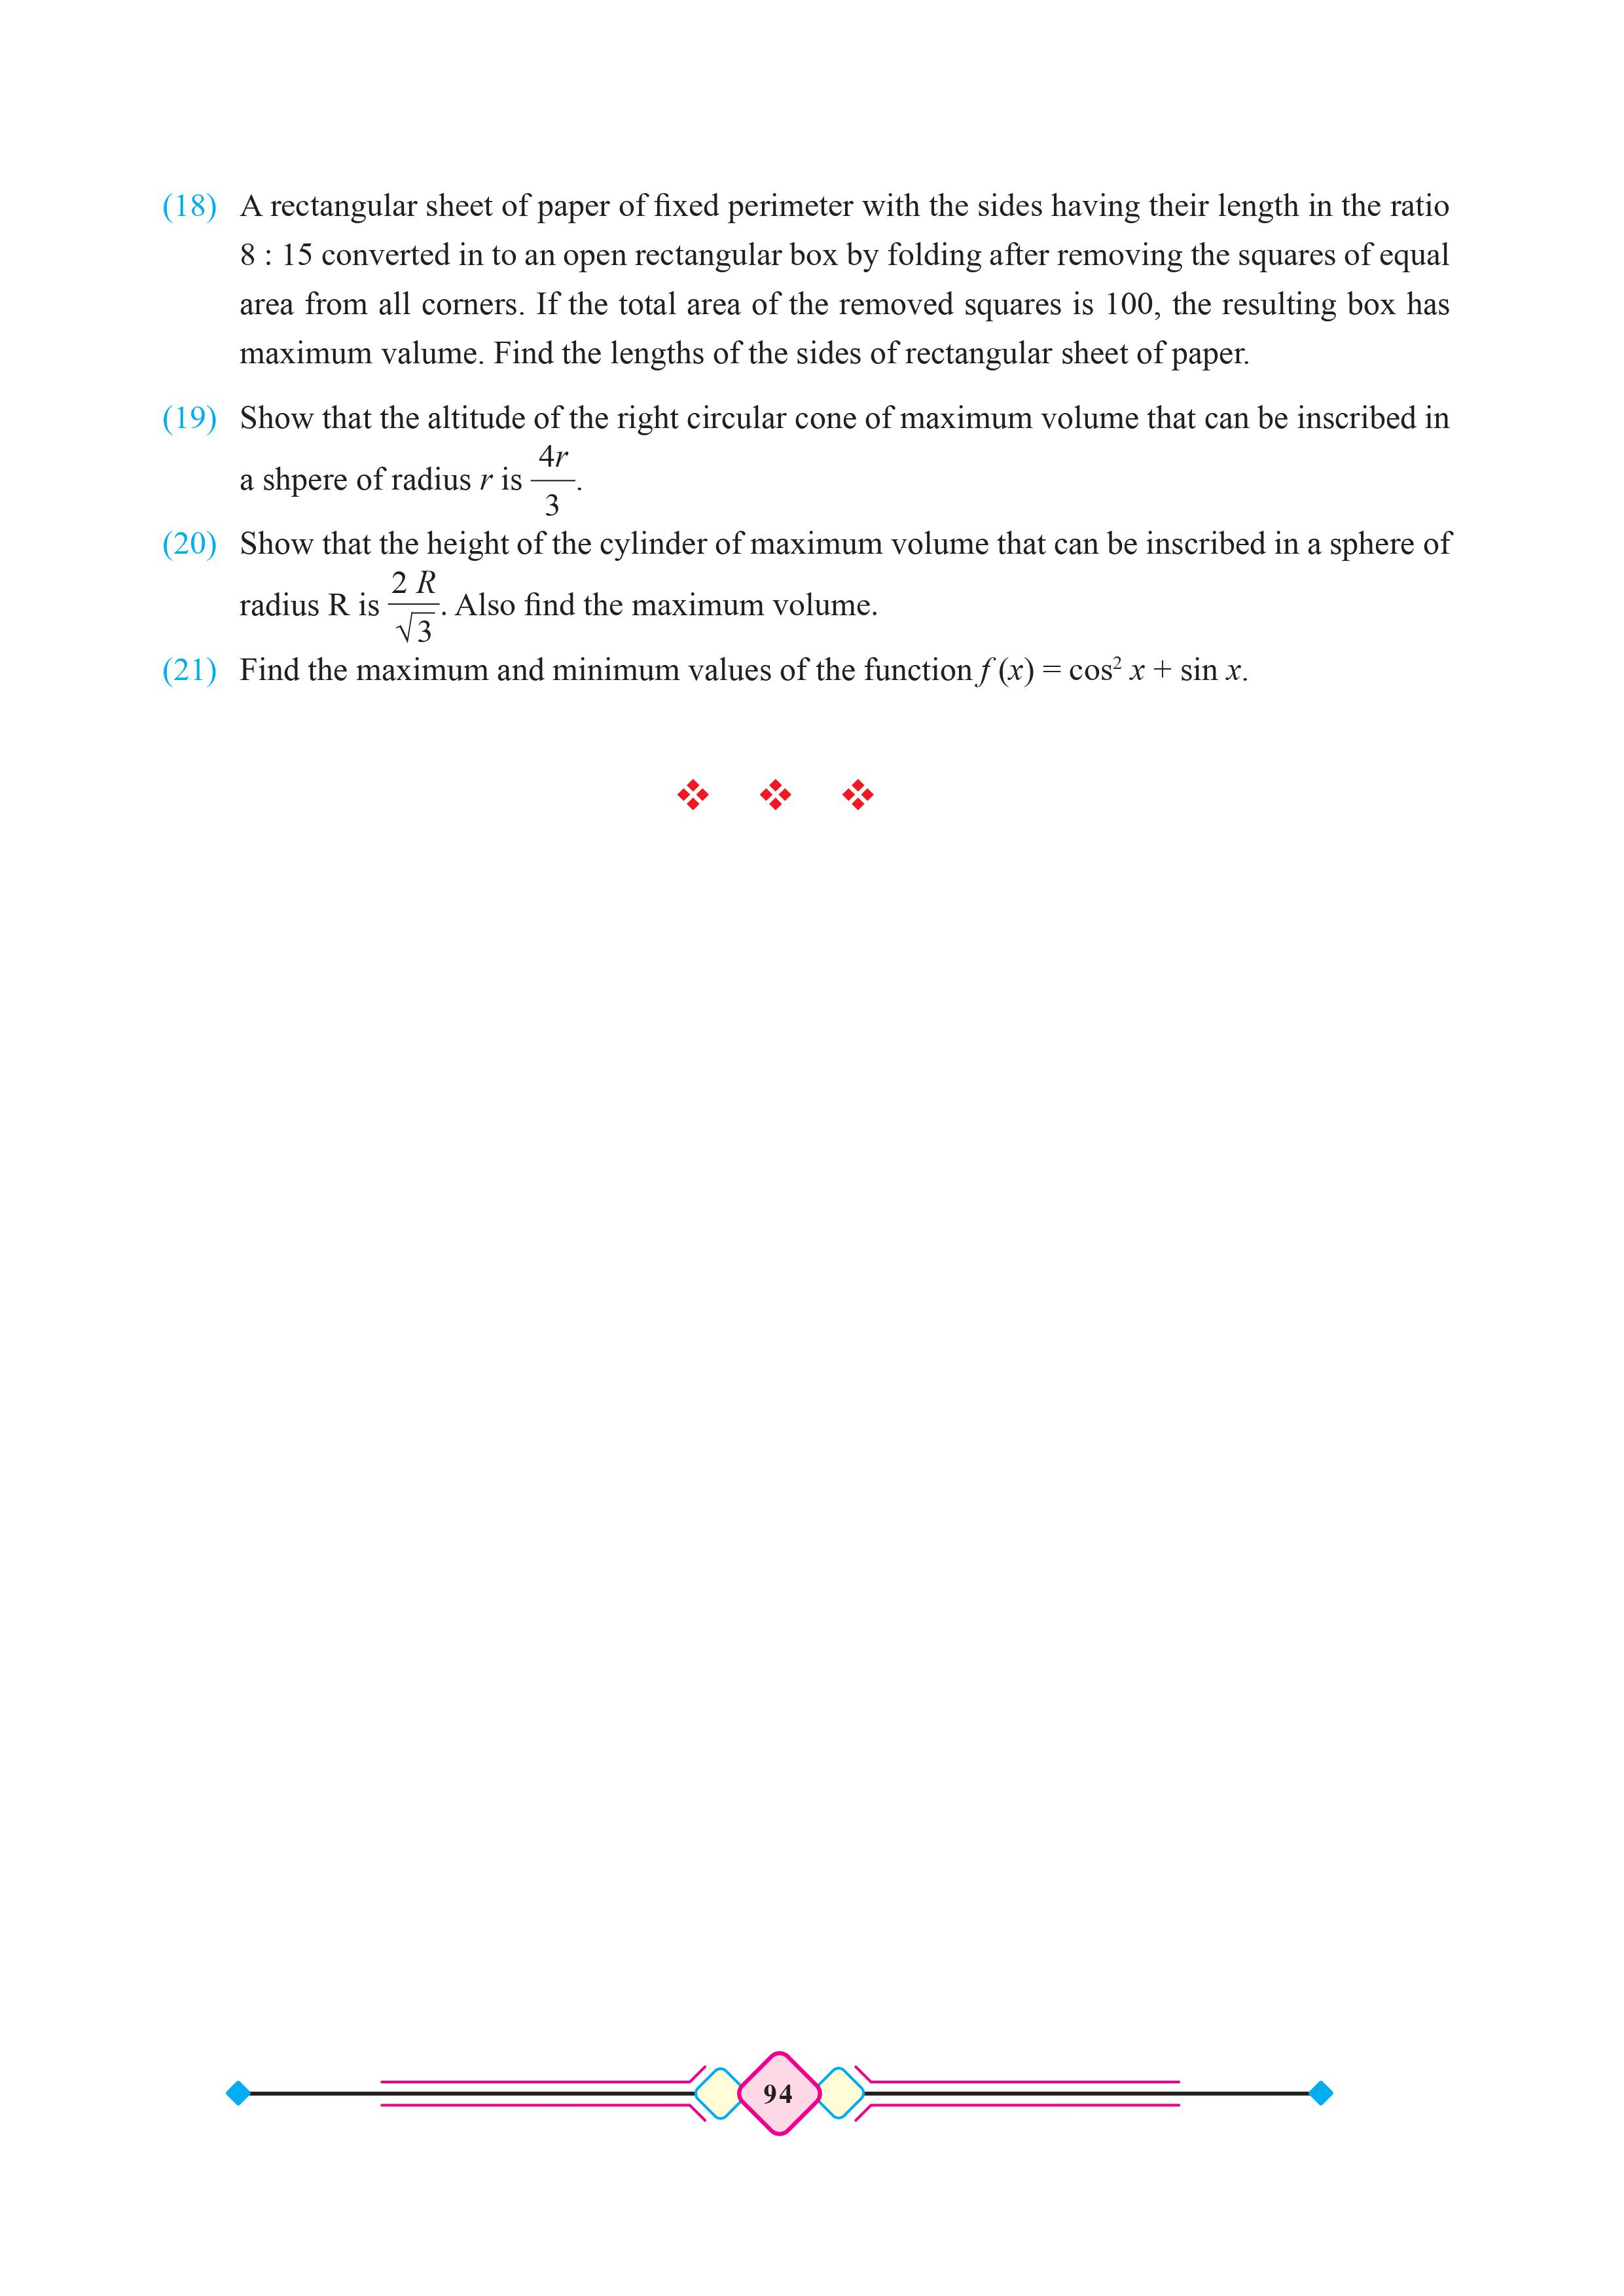 (18) A rectangular sheet of paper of fixed perimeter with the sides having their length in the ratio
8 : 15 converted in to an open rectangular box by folding after removing the squares of equal
area from all corners. If the total area of the removed squares is 100, the resulting box has
maximum valume. Find the lengths of the sides of rectangular sheet of paper.
(19) Show that the altitude of the right circular cone of maximum volume that can be inscribed in
a shpere of radius r is 4r/3.
(20) Show that the height of the cylinder of maximum volume that can be inscribed in a sphere of
radius R is 2 R/√3. Also find the maximum volume.
(21) Find the maximum and minimum values of the function f (x) = cos² x + sin x.
94